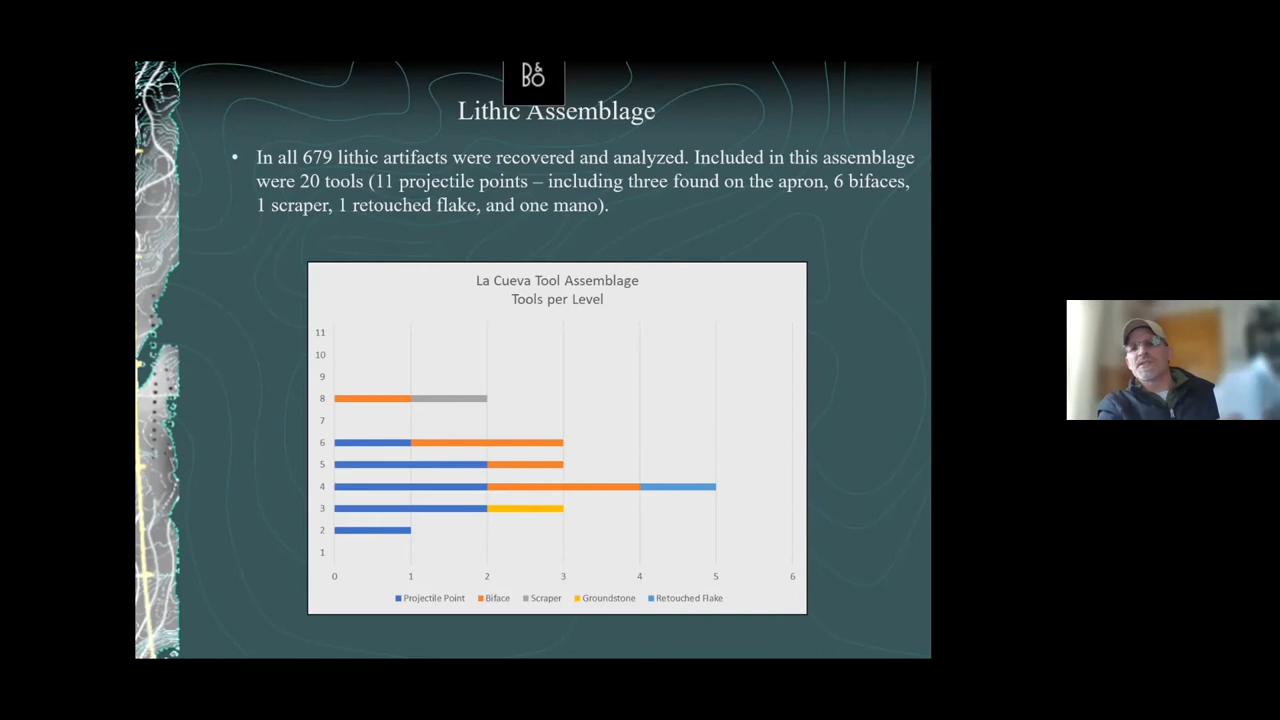 B&O
Lithic Assemblage
• In all 679 lithic artifacts were recovered and analyzed. Included in this assemblage
were 20 tools (11 projectile points – including three found on the apron, 6 bifaces,
1 scraper, 1 retouched flake, and one mano).
La Cueva Tool Assemblage
Tools per Level
11
10
9
8
7
6
5
4
3
2
1
0 1 2 3 4 5 6
Projectile Point Biface Scraper Groundstone Retouched Flake